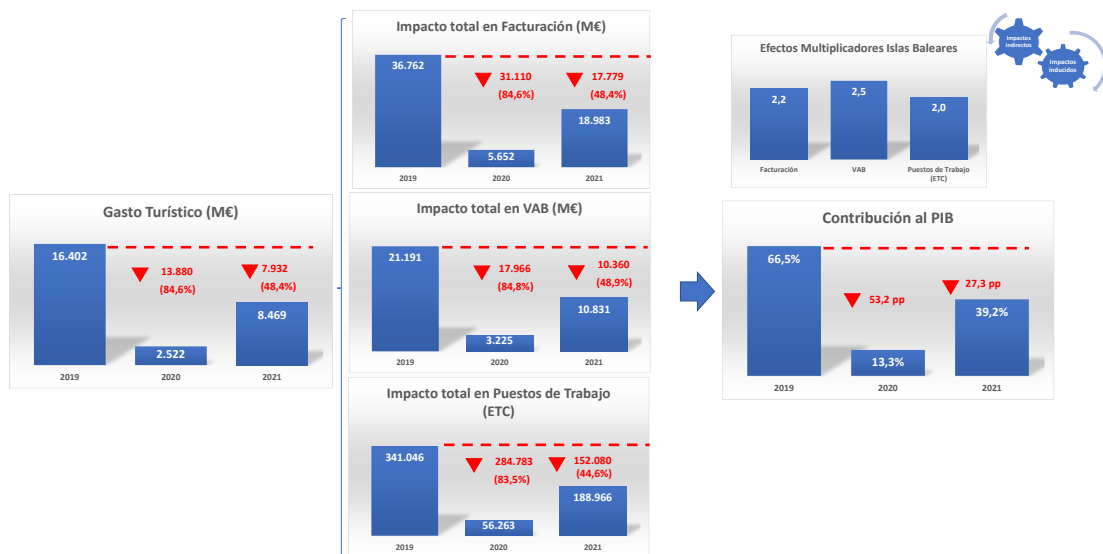 Impacto total en Facturación (M€)
36.762
31.110
(84,6%)
17.779
(48,4%)
5.652
18.983
2019
2020
2021
Efectos Multiplicadores Islas Baleares
2,2
2,5
2,0
Facturación
VAB
Puestos de Trabajo
(ETC)
Impactos
indirectos
Impactos
inducidos
Gasto Turístico (M€)
16.402
13.880
(84,6%)
7.932
(48,4%)
2.522
8.469
2019
2020
2021
Impacto total en VAB (M€)
21.191
17.966
(84,8%)
10.360
(48,9%)
3.225
10.831
2019
2020
2021
Contribución al PIB
66,5%
53,2 pp
27,3 pp
13,3%
39,2%
2019
2020
2021
Impacto total en Puestos de Trabajo
(ETC)
341.046
284.783
(83,5%)
152.080
(44,6%)
56.263
188.966
2019
2020
2021